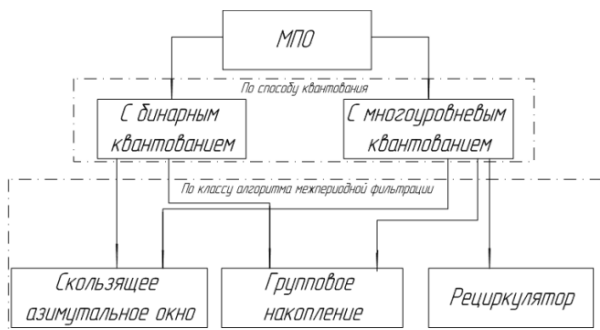 МПО
По способу квантования
С бинарным
квантованием
С многоуровневым
квантованием
По классу алгоритма межпериодной фильтрации
Скользящее
азимутальное окно
Групповое
накопление
Рециркулятор